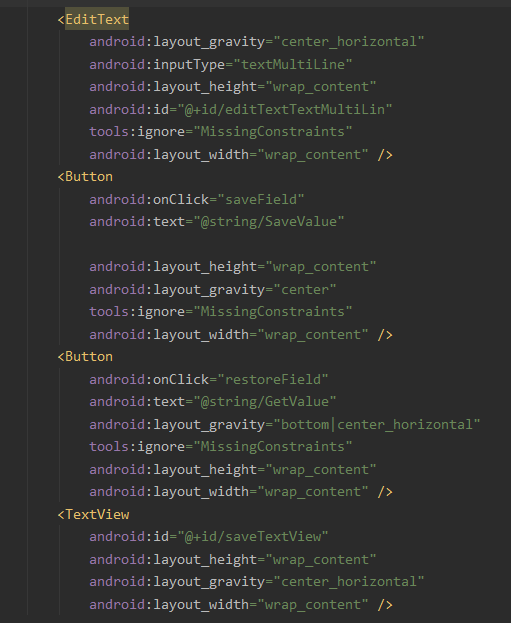 <EditText
android:layout_gravity="center_horizontal"
android:inputType="textMultiLine"
android:layout_height="wrap_content"
android:id="@+id/editTextTextMultiLin"
tools:ignore="MissingConstraints"
android:layout_width="wrap_content" />
<Button
android:onClick="saveField"
android:text="@string/SaveValue"
android:layout_height="wrap_content"
android:layout_gravity="center"
tools:ignore="MissingConstraints"
android:layout_width="wrap_content" />
<Button
android:onClick="restoreField"
android:text="@string/GetValue"
android:layout_gravity="bottom|center_horizontal"
tools:ignore="MissingConstraints"
android:layout_height="wrap_content"
android:layout_width="wrap_content" />
<TextView
android:id="@+id/saveTextView"
android:layout_height="wrap_content"
android:layout_gravity="center_horizontal"
android:layout_width="wrap_content" />